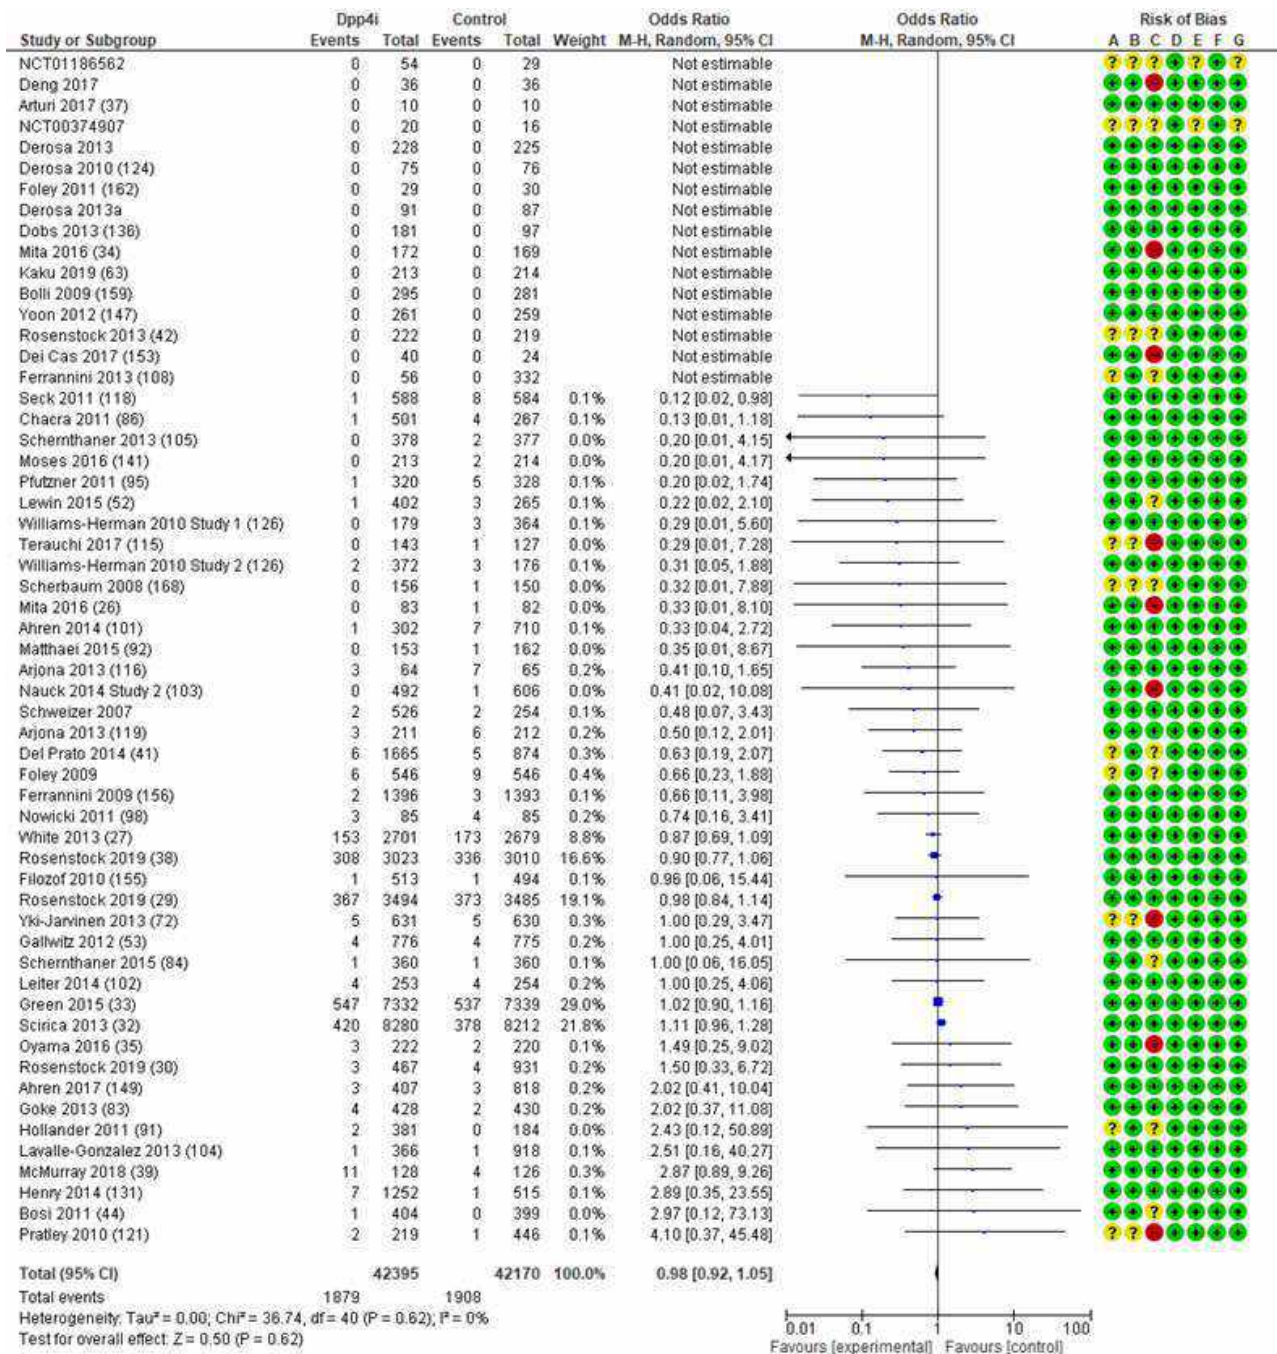 Dpp4i Control Odds Ratio Odds Ratio Risk of Bias
Study or Subgroup Events Total Events Total Weight M-H, Random, 95% CI M-H, Random, 95% CI A B C D E F G
NCT01186562 0 54 0 29 Not estimable ? ? ? + ? + ?
Deng 2017 0 36 0 36 Not estimable + + + + + +
Arturi 2017 (37) 0 10 0 10 Not estimable + + + + + + +
NCT00374907 0 20 0 16 Not estimable ? ? ? + ? + ?
Derosa 2013 0 228 0 225 Not estimable + + + + + + +
Derosa 2010 (124) 0 75 0 76 Not estimable + + + + + + +
Foley 2011 (162) 0 29 0 30 Not estimable + + + + + + +
Derosa 2013a 0 91 0 87 Not estimable + + + + + + +
Dobs 2013 (136) 0 181 0 97 Not estimable + + + + + + +
Mita 2016 (34) 0 172 0 169 Not estimable + + + + + +
Kaku 2019 (63) 0 213 0 214 Not estimable + + + + + + +
Bolli 2009 (159) 0 295 0 281 Not estimable + + + + + + +
Yoon 2012 (147) 0 261 0 259 Not estimable + + + + + + +
Rosenstock 2013 (42) 0 222 0 219 Not estimable ? ? ? + + + +
Dei Cas 2017 (153) 0 40 0 24 Not estimable + + + + + +
Ferrannini 2013 (108) 0 56 0 332 Not estimable ? + ? + + + +
Seck 2011 (118) 1 588 8 584 0.1% 0.12 [0.02, 0.98] + + + + + + +
Chacra 2011 (86) 1 501 4 267 0.1% 0.13 [0.01, 1.18] + + + + + + +
Schernthaner 2013 (105) 0 378 2 377 0.0% 0.20 [0.01, 4.15] + + + + + + +
Moses 2016 (141) 0 213 2 214 0.0% 0.20 [0.01, 4.17] + + + + + + +
Pfutzner 2011 (95) 1 320 5 328 0.1% 0.20 [0.02, 1.74] + + + + + + +
Lewin 2015 (52) 1 402 3 265 0.1% 0.22 [0.02, 2.10] + + ? + + + +
Williams-Herman 2010 Study 1 (126) 0 179 3 364 0.1% 0.29 [0.01, 5.60] + + + + + + +
Terauchi 2017 (115) 0 143 1 127 0.0% 0.29 [0.01, 7.28] ? ? + + + +
Williams-Herman 2010 Study 2 (126) 2 372 3 176 0.1% 0.31 [0.05, 1.88] + + + + + + +
Scherbaum 2008 (168) 0 156 1 150 0.0% 0.32 [0.01, 7.88] ? ? ? + + + +
Mita 2016 (26) 0 83 1 82 0.0% 0.33 [0.01, 8.10] + + + + + +
Ahren 2014 (101) 1 302 7 710 0.1% 0.33 [0.04, 2.72] + + + + + + +
Matthaei 2015 (92) 0 153 1 162 0.0% 0.35 [0.01, 8.67] + + + + + + +
Arjona 2013 (116) 3 64 7 65 0.2% 0.41 [0.10, 1.65] + + + + + + +
Nauck 2014 Study 2 (103) 0 492 1 606 0.0% 0.41 [0.02, 10.08] + + + + + +
Schweizer 2007 2 526 2 254 0.1% 0.48 [0.07, 3.43] + + + + + + +
Arjona 2013 (119) 3 211 6 212 0.2% 0.50 [0.12, 2.01] + + + + + + +
Del Prato 2014 (41) 6 1665 5 874 0.3% 0.63 [0.19, 2.07] ? + ? + + + +
Foley 2009 6 546 9 546 0.4% 0.66 [0.23, 1.88] ? + ? + + + +
Ferrannini 2009 (156) 2 1396 3 1393 0.1% 0.66 [0.11, 3.98] + + + + + + +
Nowicki 2011 (98) 3 85 4 85 0.2% 0.74 [0.16, 3.41] + + + + + + +
White 2013 (27) 153 2701 173 2679 8.8% 0.87 [0.69, 1.09] + + + + + + +
Rosenstock 2019 (38) 308 3023 336 3010 16.6% 0.90 [0.77, 1.06] + + + + + + +
Filozof 2010 (155) 1 513 1 494 0.1% 0.96 [0.06, 15.44] + + + + + + +
Rosenstock 2019 (29) 367 3494 373 3485 19.1% 0.98 [0.84, 1.14] + + + + + + +
Yki-Jarvinen 2013 (72) 5 631 5 630 0.2% 1.00 [0.29, 3.47] ? ? + + + +
Gallwitz 2012 (53) 4 776 4 775 0.2% 1.00 [0.25, 4.01] + + + + + + +
Schernthaner 2015 (84) 1 360 1 360 0.1% 1.00 [0.06, 16.05] + + ? + + + +
Leiter 2014 (102) 4 253 4 254 0.2% 1.00 [0.25, 4.06] + + + + + + +
Green 2015 (33) 547 7332 537 7339 29.0% 1.02 [0.90, 1.16] + + + + + + +
Scirica 2013 (32) 420 8280 378 8212 21.8% 1.11 [0.96, 1.28] + + + + + + +
Oyama 2016 (35) 3 222 2 220 0.1% 1.49 [0.25, 9.02] + + + + + +
Rosenstock 2019 (30) 3 467 4 931 0.2% 1.50 [0.33, 6.72] + + + + + + +
Ahren 2017 (149) 3 407 3 818 0.2% 2.02 [0.41, 10.04] + + + + + + +
Goke 2013 (83) 4 428 2 430 0.2% 2.02 [0.37, 11.08] + + + + + + +
Hollander 2011 (91) 2 381 0 184 0.0% 2.43 [0.12, 50.89] ? + ? + + + +
Lavalle-Gonzalez 2013 (104) 1 366 1 918 0.1% 2.51 [0.16, 40.27] + + + + + + +
McMurray 2018 (39) 11 128 4 126 0.3% 2.87 [0.89, 9.26] + + + + + + +
Henry 2014 (131) 7 1252 1 515 0.1% 2.89 [0.35, 23.55] + + + + + + +
Bosi 2011 (44) 1 404 0 399 0.0% 2.97 [0.12, 73.13] + + ? + + + +
Pratley 2010 (121) 2 219 1 446 0.1% 4.10 [0.37, 45.48] ? ? + + + +
Total (95% CI) 42395 42170 100.0% 0.98 [0.92, 1.05]
Total events 1879 1908
Heterogeneity: Tau² = 0.00; Chi² = 36.74, df = 40 (P = 0.62); I² = 0%
Test for overall effect: Z = 0.50 (P = 0.62)
0.01 0.1 1 10 100
Favours [experimental] Favours [control]